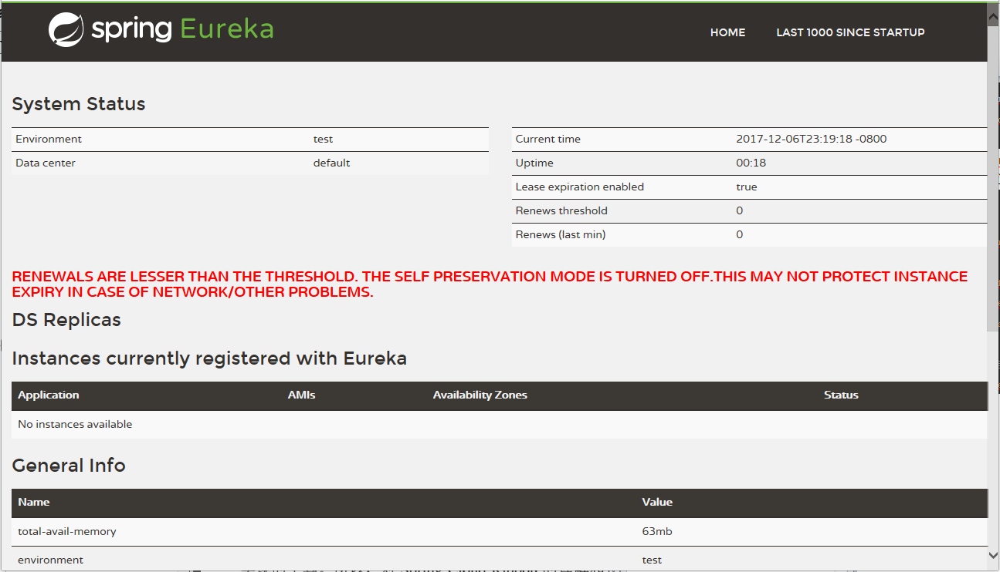 spring Eureka
HOME LAST 1000 SINCE STARTUP
System Status
Environment test
Data center default
Current time 2017-12-06T23:19:18 -0800
Uptime 00:18
Lease expiration enabled true
Renews threshold 0
Renews (last min) 0
RENEWALS ARE LESSER THAN THE THRESHOLD. THE SELF PRESERVATION MODE IS TURNED OFF.THIS MAY NOT PROTECT INSTANCE
EXPIRY IN CASE OF NETWORK/OTHER PROBLEMS.
DS Replicas
Instances currently registered with Eureka
Application AMIs Availability Zones Status
No instances available
General Info
Name Value
total-avail-memory 63mb
environment test